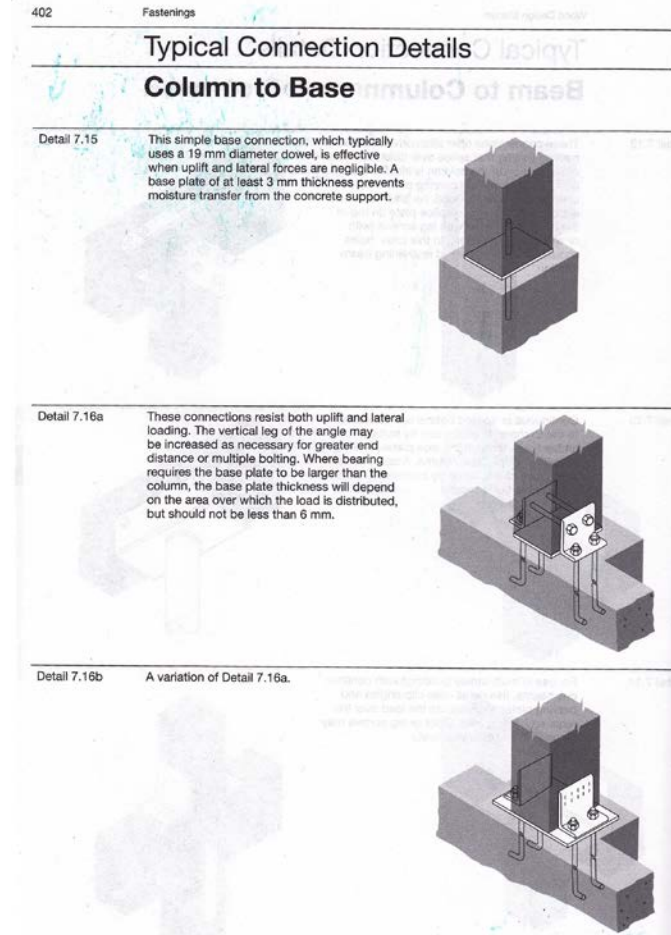 402 Fastenings
Typical Connection Details
Column to Base
Detail 7.15
This simple base connection, which typically
uses a 19 mm diameter dowel, is effective
when uplift and lateral forces are negligible. A
base plate of at least 3 mm thickness prevents
moisture transfer from the concrete support.
Detail 7.16a
These connections resist both uplift and lateral
loading. The vertical leg of the angle may
be increased as necessary for greater end
distance or multiple bolting. Where bearing
requires the base plate to be larger than the
column, the base plate thickness will depend
on the area over which the load is distributed,
but should not be less than 6 mm.
Detail 7.16b
A variation of Detail 7.16a.